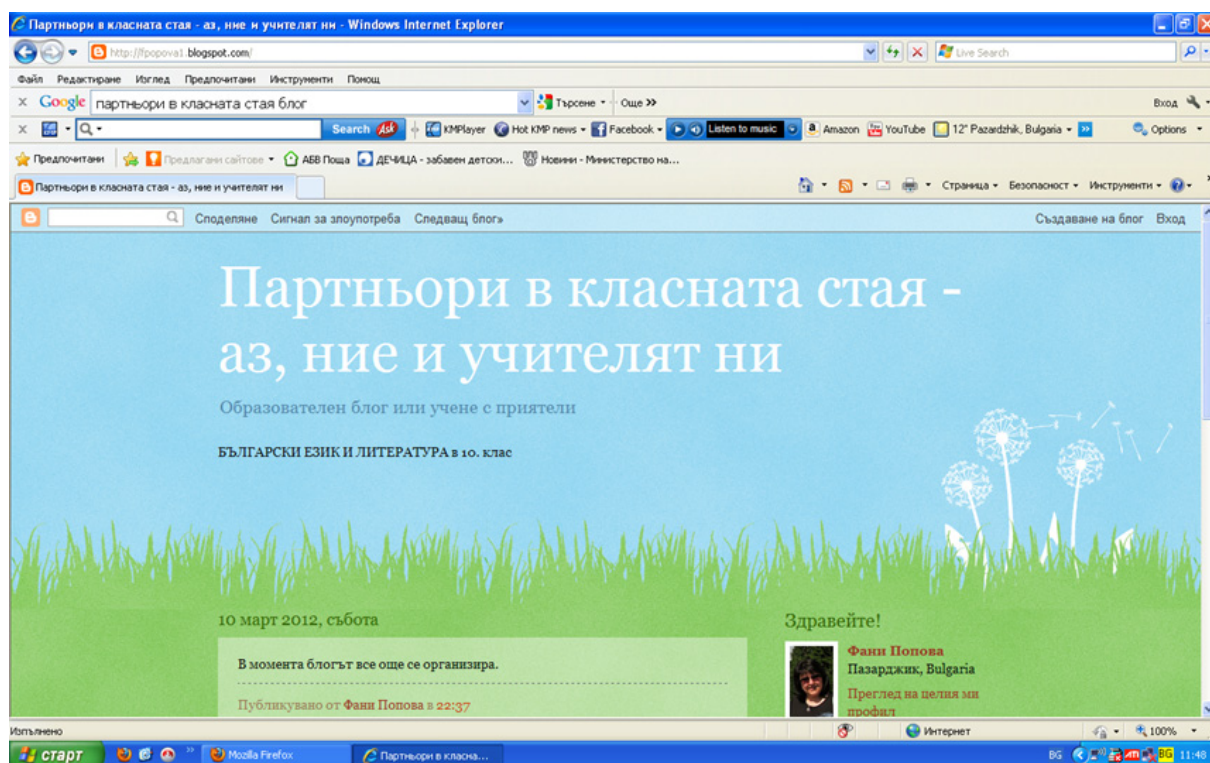 Партньори в класната стая - аз, ние и учителят ни - Windows Internet Explorer
http://fpopova1.blogspot.com/
Live Search
Файл Редактиране Изглед Предпочитани Инструменти Помощ
Google партньори в класната стая блог Търсене Още »
Вход
Search Ask KMPlayer Hot KMP news Facebook Listen to music Amazon YouTube 12° Pazardzhik, Bulgaria Options
Предпочитани Предлагани сайтове АБВ Поща ДЕЧИЦА - забавен детски... Новини - Министерство на...
Партньори в класната стая - аз, ние и учителят ни
Страница Безопасност Инструменти
Споделяне Сигнал за злоупотреба Следващ блог»
Създаване на блог Вход
Партньори в класната стая -
аз, ние и учителят ни
Образователен блог или учене с приятели
БЪЛГАРСКИ ЕЗИК И ЛИТЕРАТУРА в 10. клас
10 март 2012, събота
В момента блогът все още се организира.
Публикувано от Фани Попова в 22:37
Здравейте!
Фани Попова
Пазарджик, Bulgaria
Преглед на целия ми
профил
Изпълнено
Интернет
100%
старт
Mozilla Firefox
Партньори в класна...
BG
ATI
BG
11:48